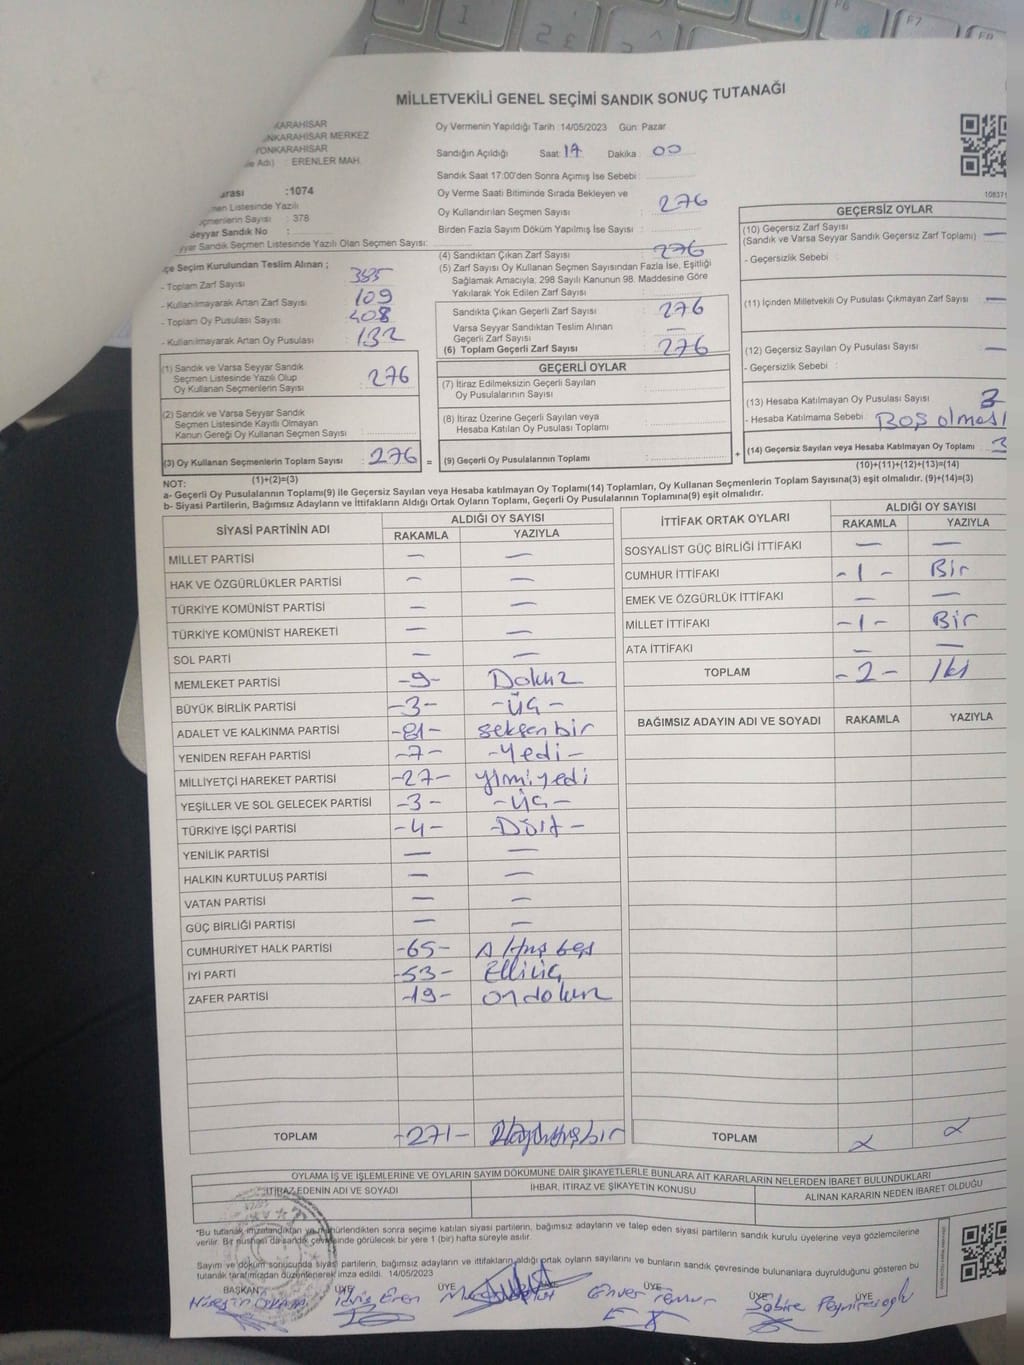 MİLLETVEKİLİ GENEL SEÇİMİ SANDIK SONUÇ TUTANAĞI
KARAHİSAR
ONKARAHİSAR MERKEZ
YONKARAHİSAR
e Adı) : ERENLER MAH.
arası :1074
men Listesinde Yazılı
çmenlerin Sayısı : 378
eyyar Sandık No :
yyar Sandık Seçmen Listesinde Yazılı Olan Seçmen Sayısı:
Oy Vermenin Yapıldığı Tarih :14/05/2023 Gün: Pazar
Sandığın Açıldığı Saat: 17 Dakika : 00
Sandık Saat 17:00'den Sonra Açımış İse Sebebi :
Oy Verme Saati Bitiminde Sırada Bekleyen ve
Oy Kullandırılan Seçmen Sayısı : 276
Birden Fazla Sayım Döküm Yapılmış İse Sayısı :
çe Seçim Kurulundan Teslim Alınan ;
- Toplam Zarf Sayısı : 385
- Kullanılmayarak Artan Zarf Sayısı : 109
- Toplam Oy Pusulası Sayısı : 408
- Kullanılmayarak Artan Oy Pusulası : 132
(4) Sandıktan Çıkan Zarf Sayısı : 276
(5) Zarf Sayısı Oy Kullanan Seçmen Sayısından Fazla İse, Eşitliği
Sağlamak Amacıyla, 298 Sayılı Kanunun 98. Maddesine Göre
Yakılarak Yok Edilen Zarf Sayısı :
Sandıkta Çıkan Geçerli Zarf Sayısı : 276
Varsa Seyyar Sandıktan Teslim Alınan
Geçerli Zarf Sayısı : —
(6) Toplam Geçerli Zarf Sayısı : 276
(1) Sandık ve Varsa Seyyar Sandık
Seçmen Listesinde Yazılı Olup
Oy Kullanan Seçmenlerin Sayısı : 276
(2) Sandık ve Varsa Seyyar Sandık
Seçmen Listesinde Kayıtlı Olmayan
Kanun Gereği Oy Kullanan Seçmen Sayısı :
(3) Oy Kullanan Seçmenlerin Toplam Sayısı : 276
(1)+(2)=(3)
=
GEÇERLİ OYLAR
(7) İtiraz Edilmeksizin Geçerli Sayılan
Oy Pusulalarının Sayısı :
(8) İtiraz Üzerine Geçerli Sayılan veya
Hesaba Katılan Oy Pusulası Toplamı :
(9) Geçerli Oy Pusulalarının Toplamı :
+
108371
GEÇERSİZ OYLAR
(10) Geçersiz Zarf Sayısı
(Sandık ve Varsa Seyyar Sandık Geçersiz Zarf Toplamı) : —
- Geçersizlik Sebebi :
(11) İçinden Milletvekili Oy Pusulası Çıkmayan Zarf Sayısı : —
(12) Geçersiz Sayılan Oy Pusulası Sayısı : —
- Geçersizlik Sebebi :
(13) Hesaba Katılmayan Oy Pusulası Sayısı : 3
- Hesaba Katılmama Sebebi : Boş olması
(14) Geçersiz Sayılan veya Hesaba Katılmayan Oy Toplamı : 3
(10)+(11)+(12)+(13)=(14)
NOT:
a- Geçerli Oy Pusulalarının Toplamı(9) ile Geçersiz Sayılan veya Hesaba katılmayan Oy Toplamı(14) Toplamları, Oy Kullanan Seçmenlerin Toplam Sayısına(3) eşit olmalıdır. (9)+(14)=(3)
b- Siyasi Partilerin, Bağımsız Adayların ve İttifakların Aldığı Ortak Oyların Toplamı, Geçerli Oy Pusulalarının Toplamına(9) eşit olmalıdır.
SİYASİ PARTİNİN ADI ALDIĞI OY SAYISI
RAKAMLA YAZIYLA
MİLLET PARTİSİ — —
HAK VE ÖZGÜRLÜKLER PARTİSİ — —
TÜRKİYE KOMÜNİST PARTİSİ — —
TÜRKİYE KOMÜNİST HAREKETİ — —
SOL PARTİ — —
MEMLEKET PARTİSİ -9- Dokuz
BÜYÜK BİRLİK PARTİSİ -3- -Üç-
ADALET VE KALKINMA PARTİSİ -81- seksenbir
YENİDEN REFAH PARTİSİ -7- -Yedi-
MİLLİYETÇİ HAREKET PARTİSİ -27- yirmiyedi
YEŞİLLER VE SOL GELECEK PARTİSİ -3- -Üç-
TÜRKİYE İŞÇİ PARTİSİ -4- -Dört-
YENİLİK PARTİSİ — —
HALKIN KURTULUŞ PARTİSİ — —
VATAN PARTİSİ — —
GÜÇ BİRLİĞİ PARTİSİ — —
CUMHURİYET HALK PARTİSİ -65- Altmış beş
İYİ PARTİ -53- Elliüç
ZAFER PARTİSİ -19- ondokuz
TOPLAM -271-
İTTİFAK ORTAK OYLARI ALDIĞI OY SAYISI
RAKAMLA YAZIYLA
SOSYALİST GÜÇ BİRLİĞİ İTTİFAKI — —
CUMHUR İTTİFAKI -1- Bir
EMEK VE ÖZGÜRLÜK İTTİFAKI — —
MİLLET İTTİFAKI -1- Bir
ATA İTTİFAKI — —
TOPLAM -2- İki
BAĞIMSIZ ADAYIN ADI VE SOYADI RAKAMLA YAZIYLA
TOPLAM
OYLAMA İŞ VE İŞLEMLERİNE VE OYLARIN SAYIM DÖKÜMÜNE DAİR ŞİKAYETLERLE BUNLARA AİT KARARLARIN NELERDEN İBARET BULUNDUKLARI
İTİRAZ EDENİN ADI VE SOYADI İHBAR, İTİRAZ VE ŞİKAYETİN KONUSU ALINAN KARARIN NEDEN İBARET OLDUĞU
*Bu tutanak imzalandıktan ve mühürlendikten sonra seçime katılan siyasi partilerin, bağımsız adayların ve talep eden siyasi partilerin sandık kurulu üyelerine veya gözlemcilerine
verilir. Bir nüshası da sandık çevresinde görülecek bir yere 1 (bir) hafta süreyle asılır.
Sayım ve döküm sonucunda siyasi partilerin, bağımsız adayların ve ittifakların aldığı ortak oyların sayılarını ve bunların sandık çevresinde bulunanlara duyrulduğunu gösteren bu
tutanak tarafımızdan düzenlenerek imza edildi. 14/05/2023
BAŞKAN ÜYE ÜYE ÜYE ÜYE ÜYE
İdris Eren Enver Sabire